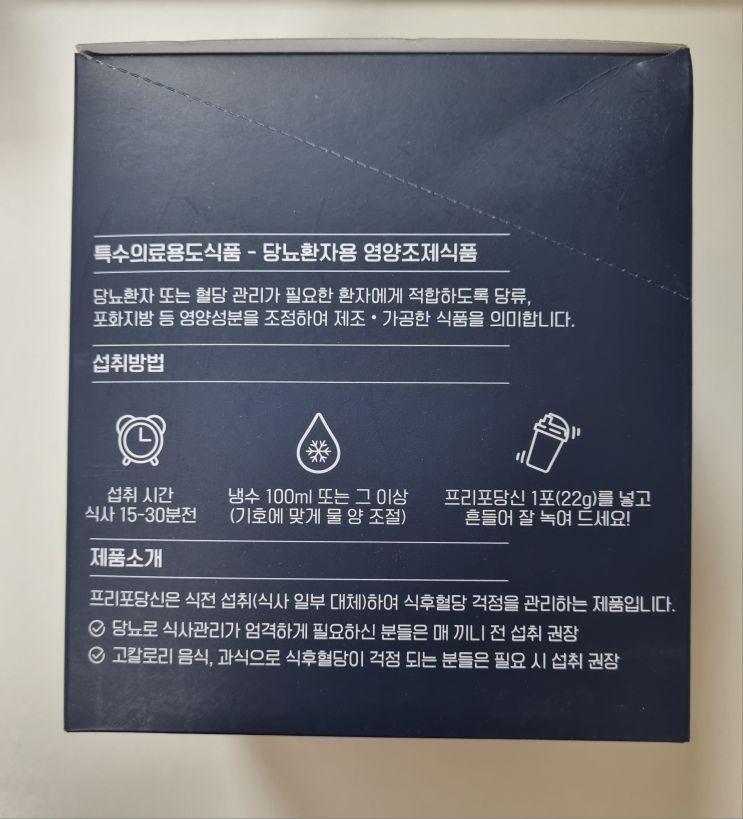 특수의료용도식품 - 당뇨환자용 영양조제식품
당뇨환자 또는 혈당 관리가 필요한 환자에게 적합하도록 당류,
포화지방 등 영양성분을 조정하여 제조・가공한 식품을 의미합니다.
섭취방법
섭취 시간
식사 15-30분전
냉수 100ml 또는 그 이상
(기호에 맞게 물 양 조절)
프리포당신 1포(22g)를 넣고
흔들어 잘 녹여 드세요!
제품소개
프리포당신은 식전 섭취(식사 일부 대체)하여 식후혈당 걱정을 관리하는 제품입니다.
당뇨로 식사관리가 엄격하게 필요하신 분들은 매 끼니 전 섭취 권장
고칼로리 음식, 과식으로 식후혈당이 걱정 되는 분들은 필요 시 섭취 권장